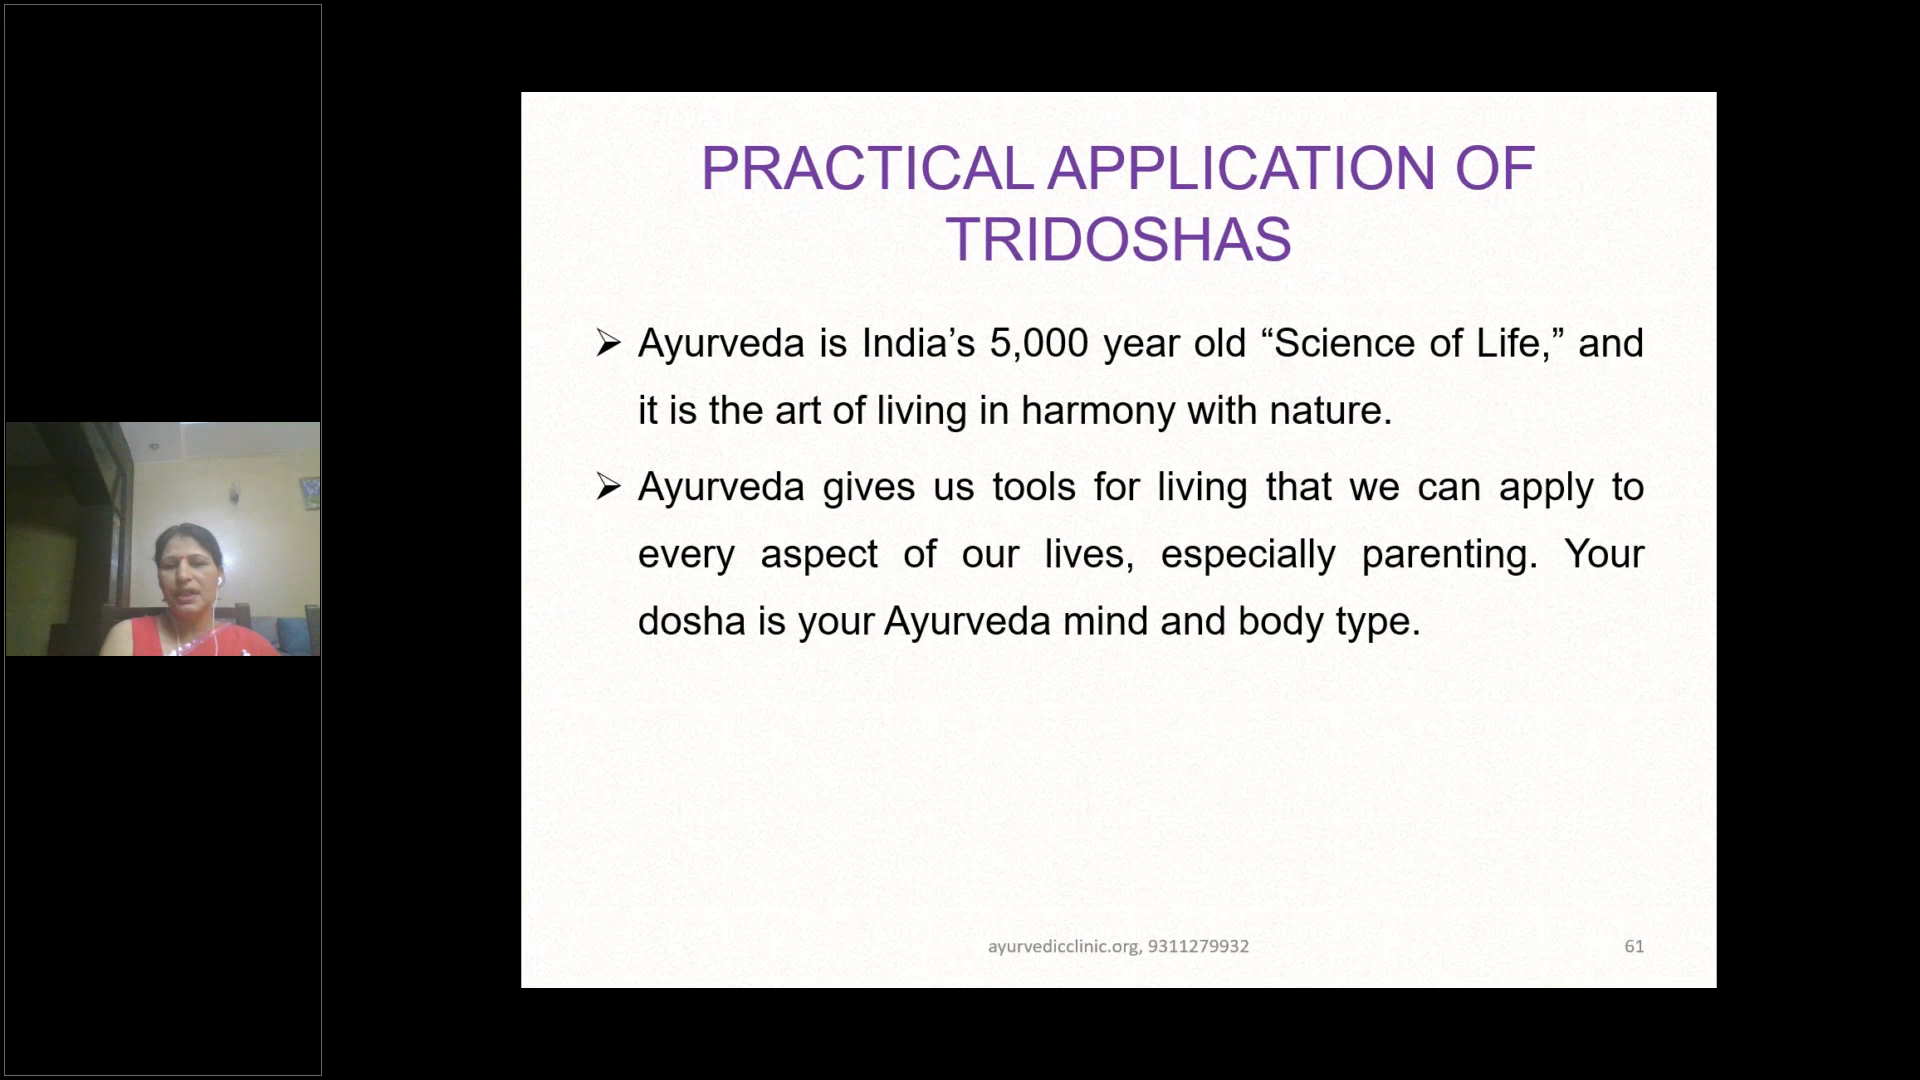 PRACTICAL APPLICATION OF
TRIDOSHAS
➢ Ayurveda is India’s 5,000 year old “Science of Life,” and
it is the art of living in harmony with nature.
➢ Ayurveda gives us tools for living that we can apply to
every aspect of our lives, especially parenting. Your
dosha is your Ayurveda mind and body type.
ayurvedicclinic.org, 9311279932
61